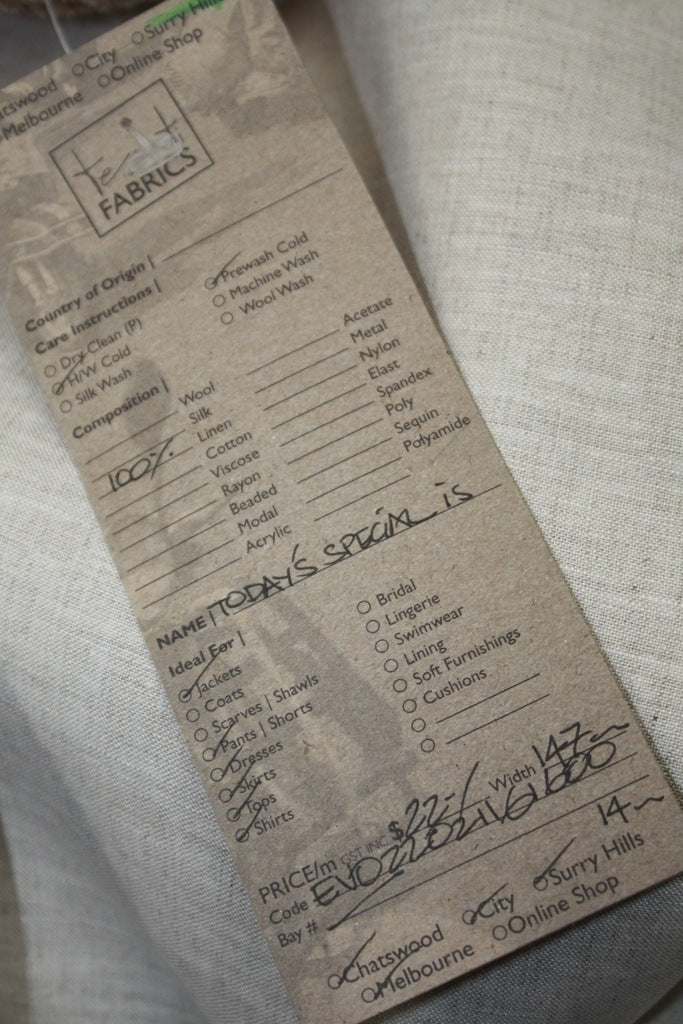 Chatswood City Surry Hills
Melbourne Online Shop
FABRICS
Country of Origin |
Care Instructions |
Dry Clean (P)
H/W Cold
Silk Wash
Prewash Cold
Machine Wash
Wool Wash
Composition |
Wool
Silk
100% Linen
Cotton
Viscose
Rayon
Beaded
Modal
Acrylic
Acetate
Metal
Nylon
Elast
Spandex
Poly
Sequin
Polyamide
NAME | TODAY'S SPECIAL IS
Ideal For |
Jackets
Coats
Scarves | Shawls
Pants | Shorts
Dresses
Skirts
Tops
Shirts
Bridal
Lingerie
Swimwear
Lining
Soft Furnishings
Cushions
PRICE/m GST INC $22-/ Width 147
Code
Bay # 14
Chatswood City Surry Hills
Melbourne Online Shop